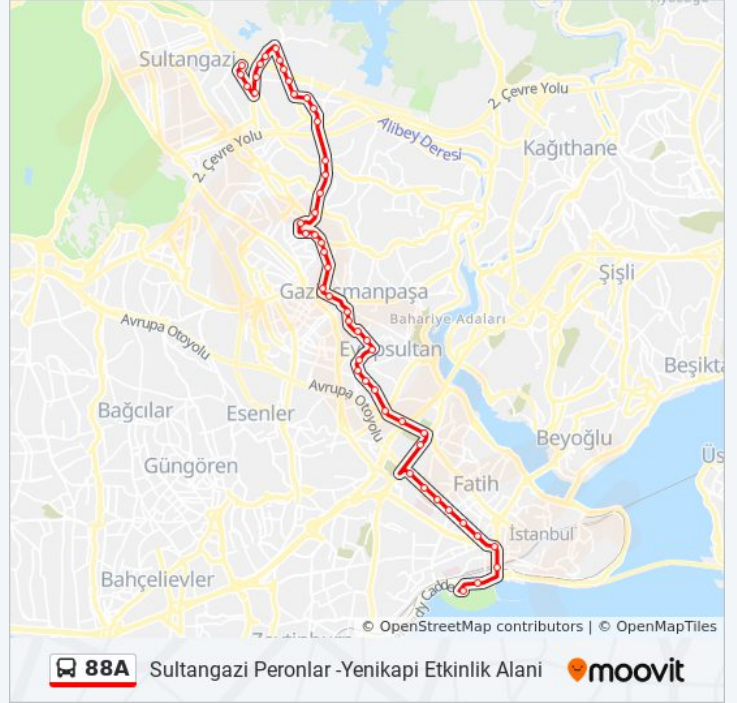 Sultangazi
2. Çevre Yolu
Alibey Deresi
Kağıthane
2. Çevre Yolu
Şişli
Gaziosmanpaşa
Bahariye Adaları
Avrupa Otoyolu
Eyüpsultan
Beşikta
Avrupa Otoyolu
Bağcılar
Esenler
Beyoğlu
Üs
Güngören
Fatih
İstanbul
Bahçelievler
dy Cadde
© OpenStreetMap contributors | © OpenMapTiles
88A Sultangazi Peronlar -Yenikapi Etkinlik Alani moovit